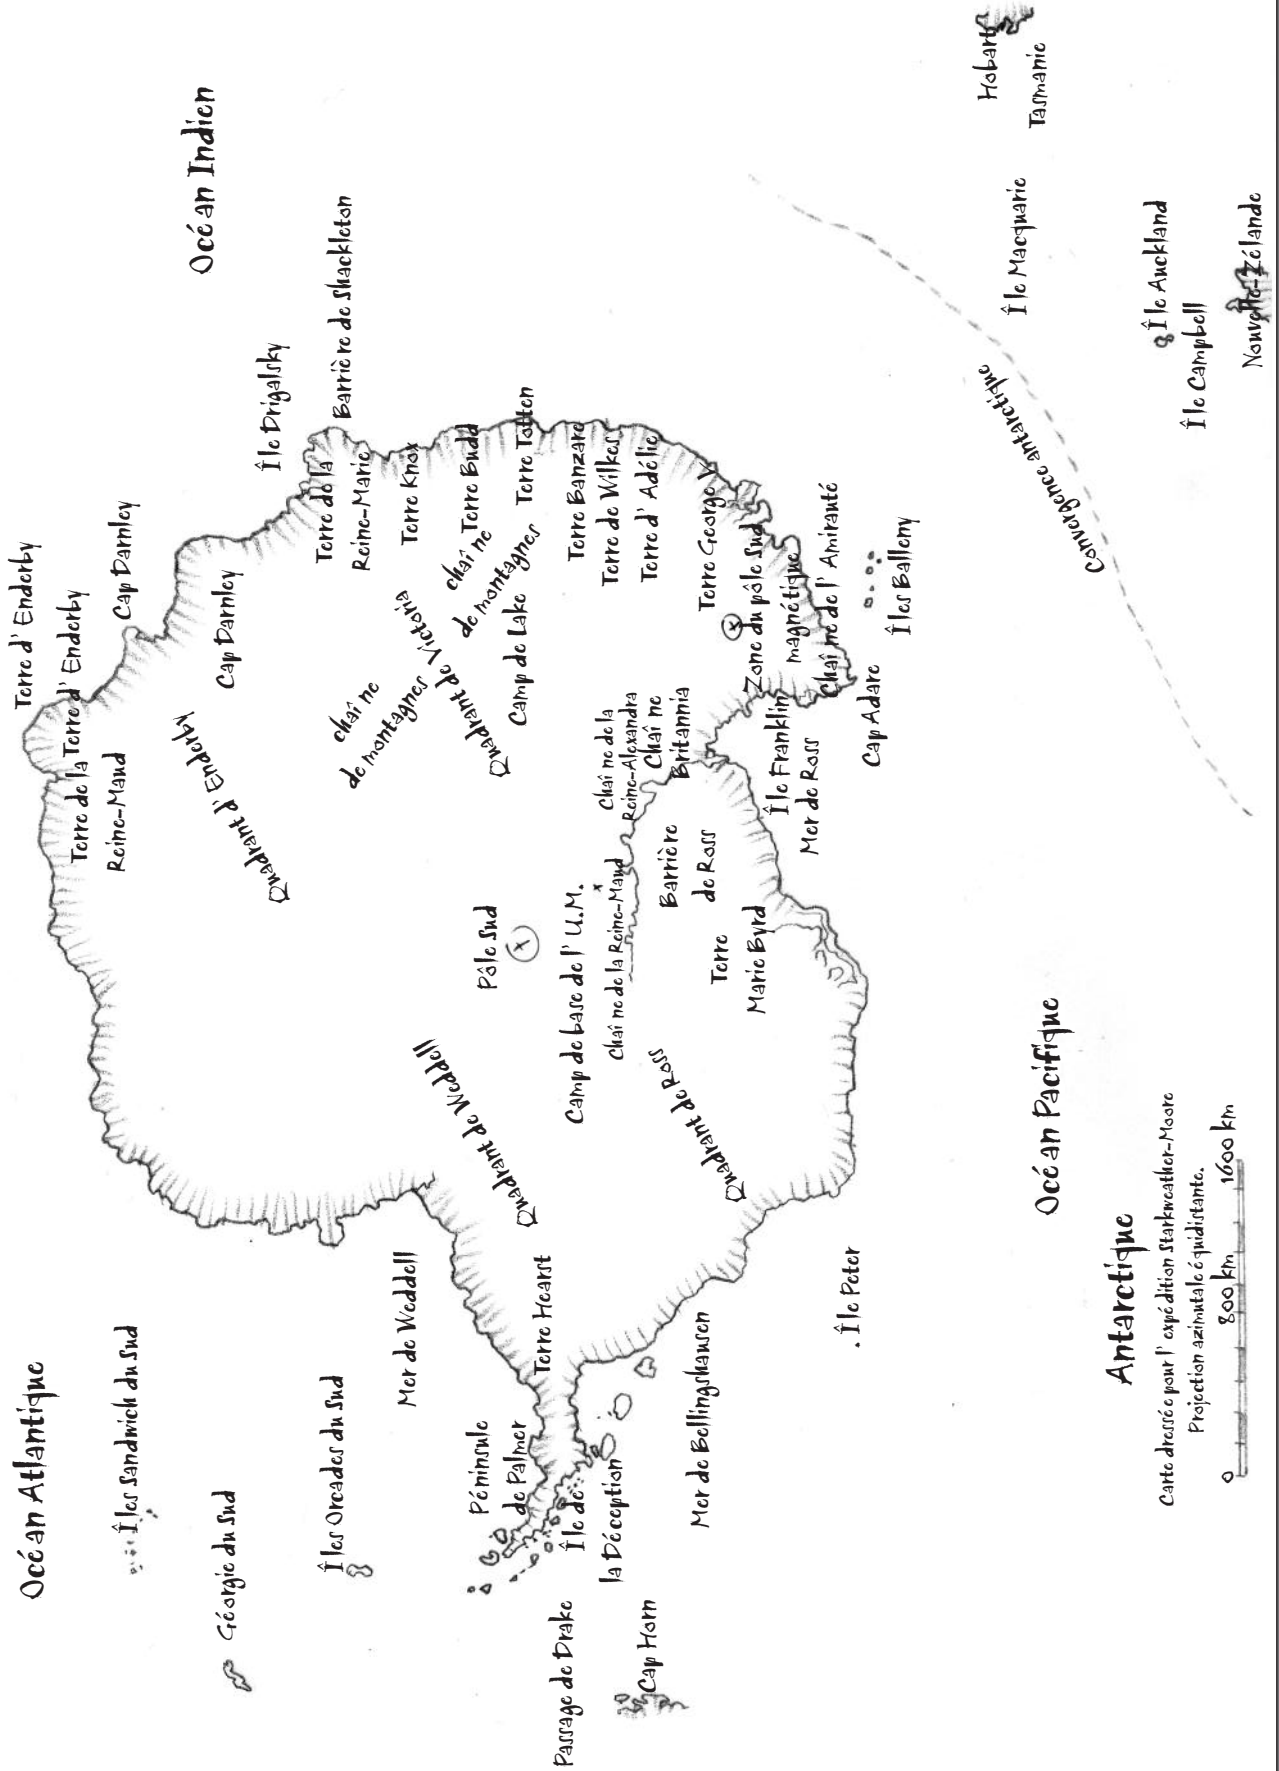 Océan Atlantique
Îles Sandwich du Sud
Géorgie du Sud
Îles Orcades du Sud
Mer de Weddell
Péninsule
de Palmer
Terre Hearst
Île de
la Déception
Passage de Drake
Cap Horn
Mer de Bellingshausen
Île Peter
Terre d'Enderby
Terre d'Enderby
Terre de la
Reine-Maud
Cap Darnley
Cap Darnley
Quadrant d'Enderby
Océan Indien
Île Drigalsky
Barrière de Shackleton
Terre de la
Reine-Marie
Terre Knox
Terre Budd
Terre Totten
Terre Banzare
Terre de Wilkes
Terre d'Adélie
Terre George V
chaîne
de montagnes
chaîne
de montagnes
Quadrant de Victoria
Camp de Lake
Zone du pôle Sud
magnétique
Chaîne de l'Amirauté
Îles Balleny
Cap Adare
Chaîne de la
Reine-Alexandra
Chaîne
Britannia
Île Franklin
Mer de Ross
Barrière
de Ross
Pôle Sud
Camp de base de l'U.M.
Chaîne de la Reine-Maud
Terre
Marie Byrd
Quadrant de Weddell
Quadrant de Ross
Hobart
Tasmanie
Île Macquarie
Île Auckland
Île Campbell
Nouvelle-Zélande
Convergence antarctique
Océan Pacifique
Antarctique
Carte dressée pour l'expédition Starkweather-Moore
Projection azimutale équidistante.
0 800 km 1600 km